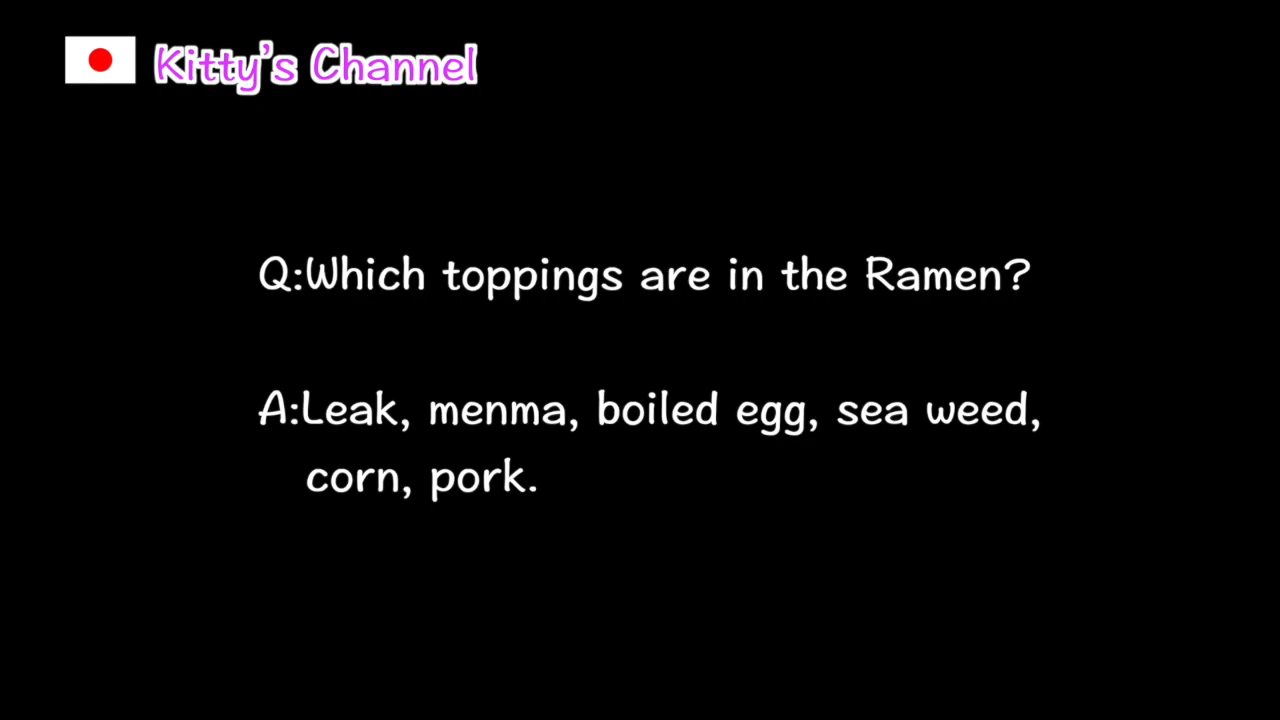 Kitty's Channel
Q:Which toppings are in the Ramen?
A:Leak, menma, boiled egg, sea weed,
corn, pork.